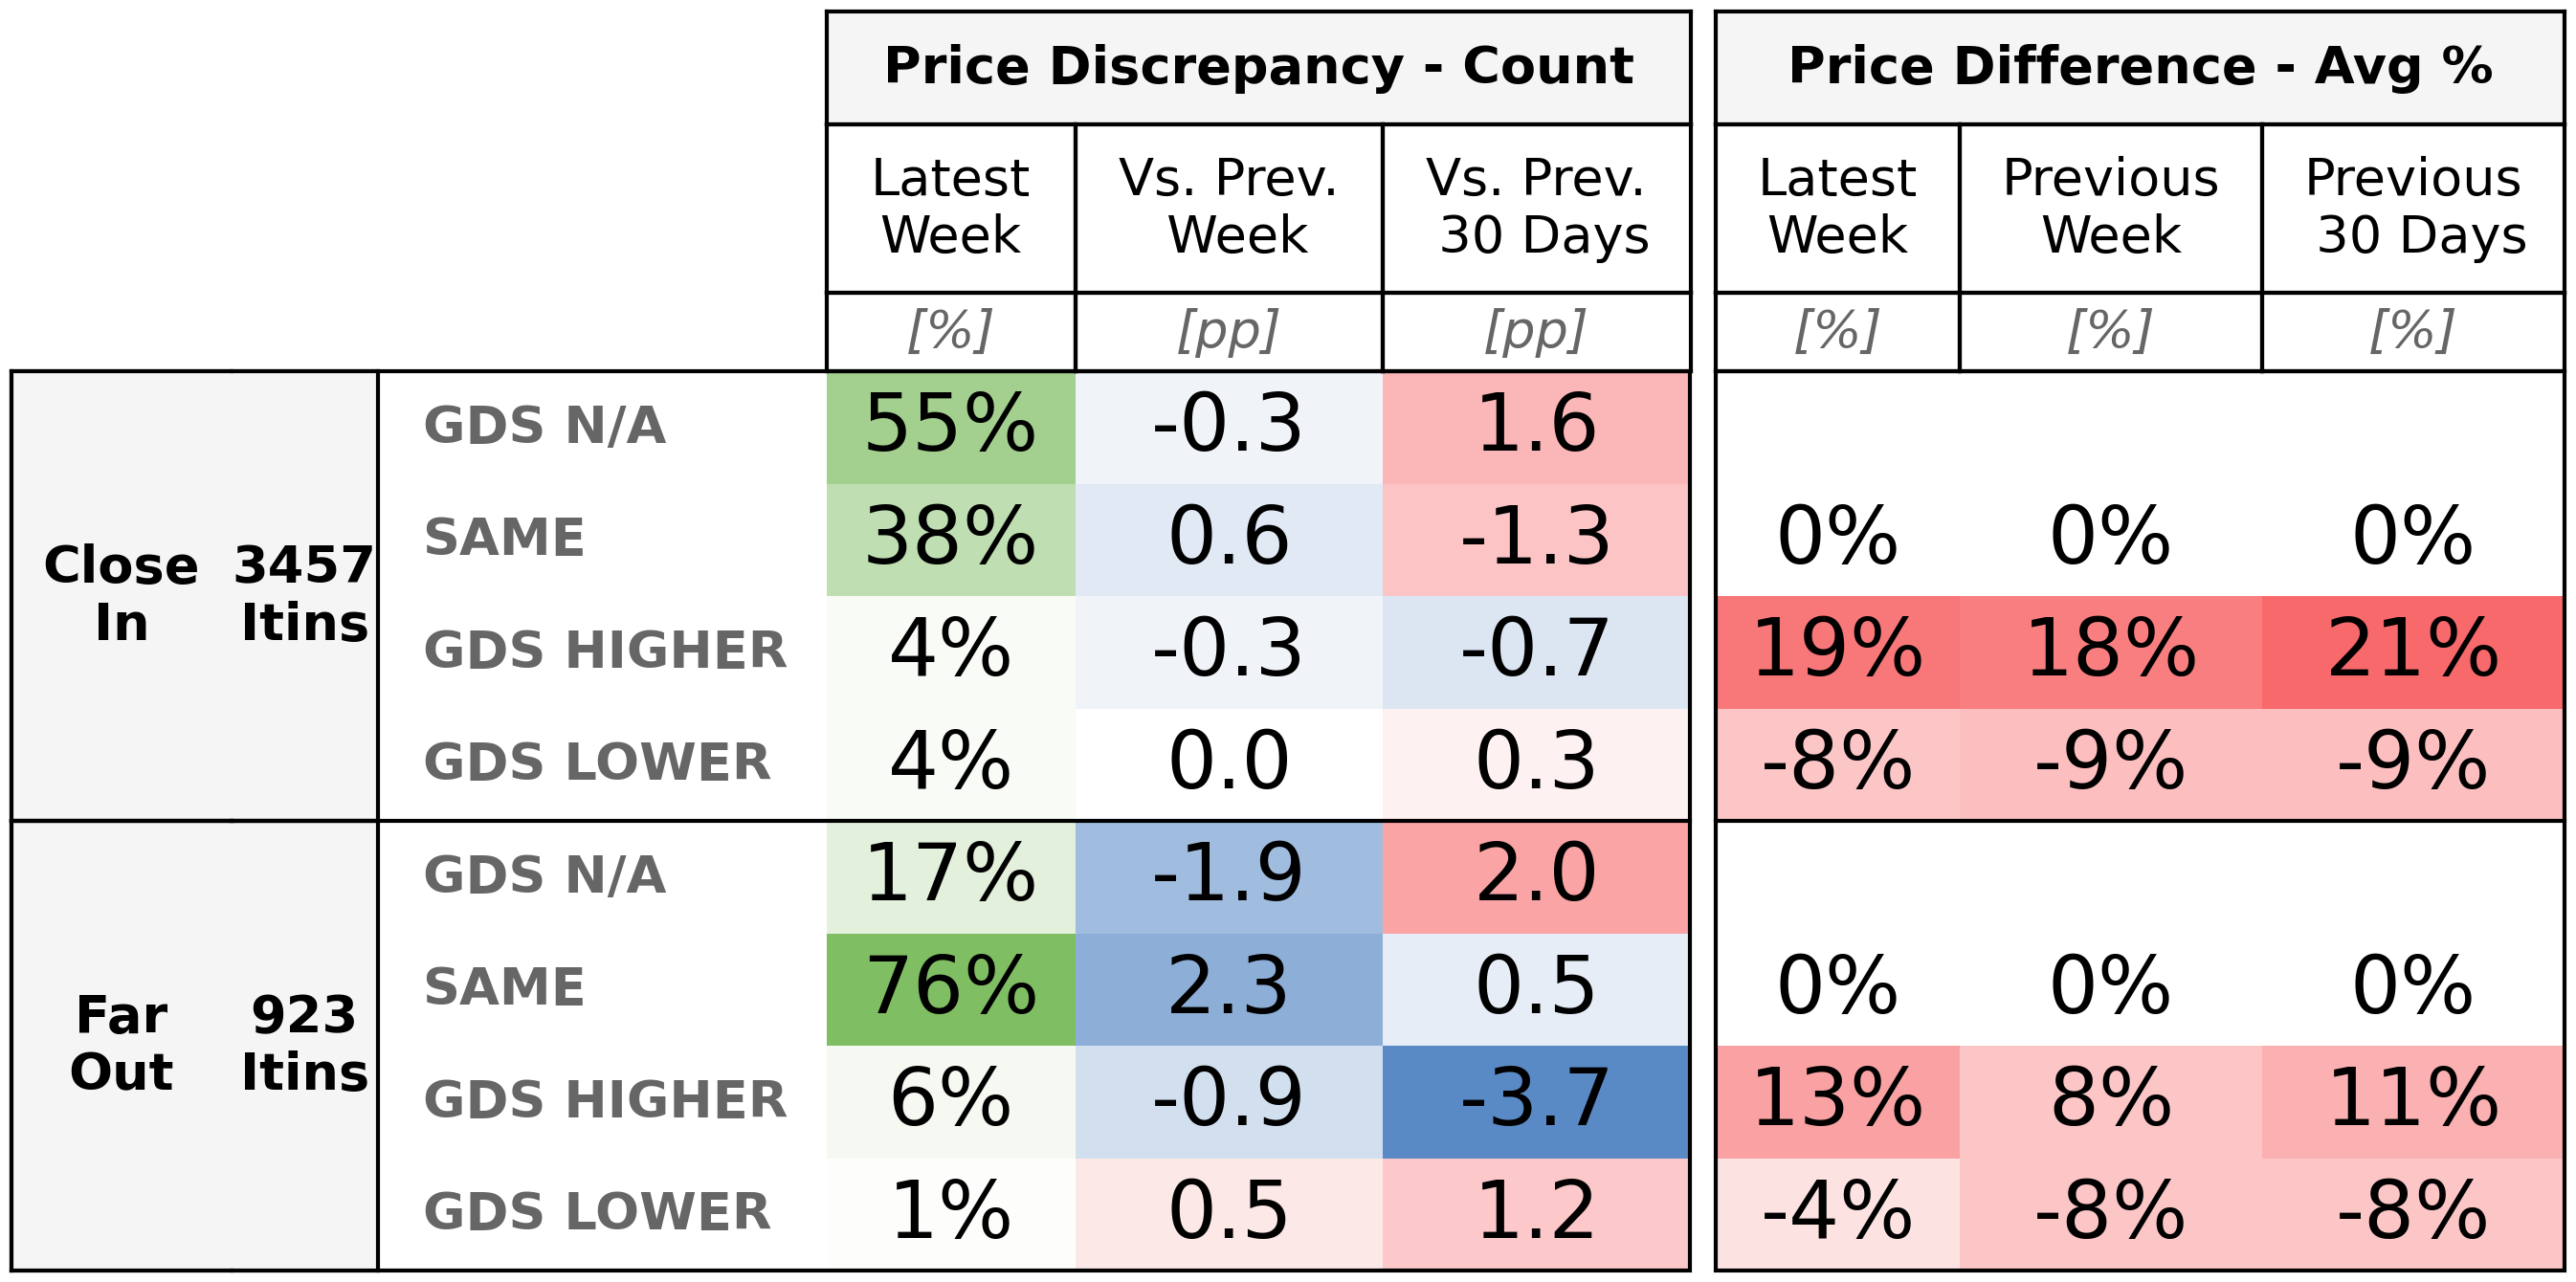 Price Discrepancy - Count Price Difference - Avg %
Latest Week Vs. Prev. Week Vs. Prev. 30 Days Latest Week Previous Week Previous 30 Days
[%] [pp] [pp] [%] [%] [%]
Close In 3457 Itins
GDS N/A 55% -0.3 1.6
SAME 38% 0.6 -1.3 0% 0% 0%
GDS HIGHER 4% -0.3 -0.7 19% 18% 21%
GDS LOWER 4% 0.0 0.3 -8% -9% -9%
Far Out 923 Itins
GDS N/A 17% -1.9 2.0
SAME 76% 2.3 0.5 0% 0% 0%
GDS HIGHER 6% -0.9 -3.7 13% 8% 11%
GDS LOWER 1% 0.5 1.2 -4% -8% -8%